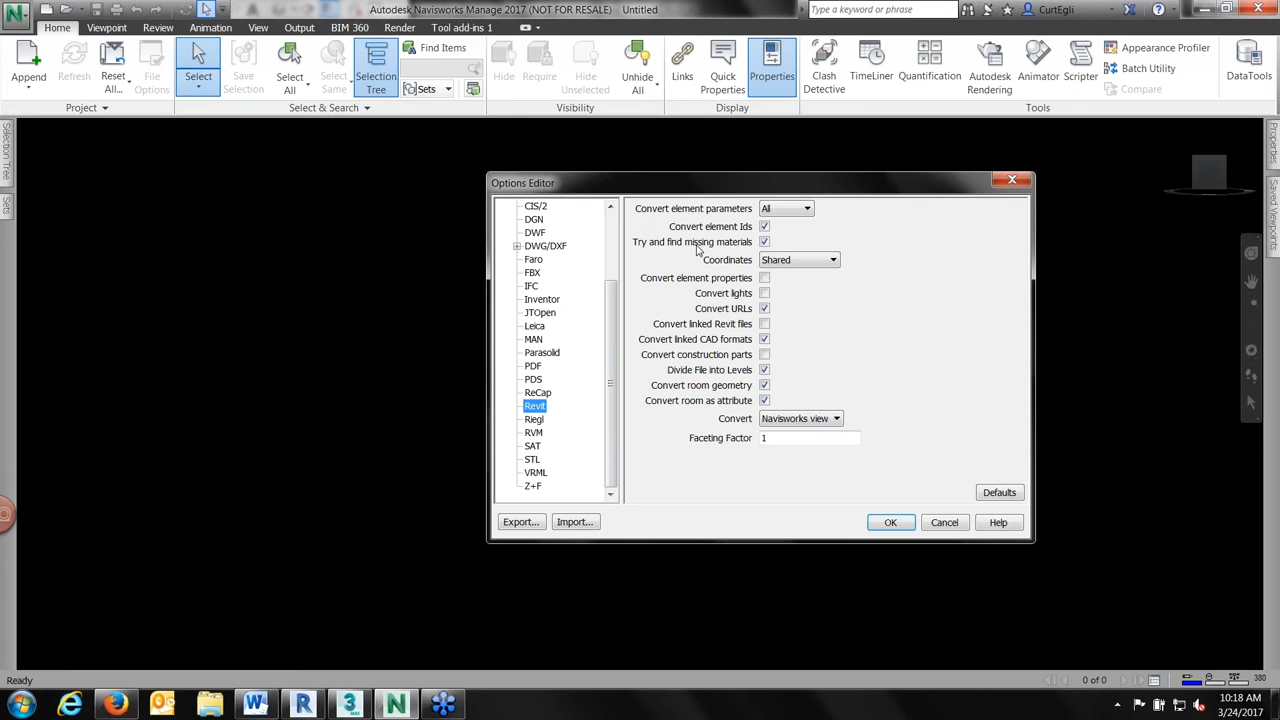 Autodesk Navisworks Manage 2017 (NOT FOR RESALE) Untitled
Type a keyword or phrase
CurtEgli
Home Viewpoint Review Animation View Output BIM 360 Render Tool add-ins 1
Append
Refresh
Reset All...
File Options
Select
Save Selection
Select All
Select Same
Selection Tree
Find Items
Sets
Hide
Require
Hide Unselected
Unhide All
Links
Quick Properties
Properties
Clash Detective
TimeLiner
Quantification
Autodesk Rendering
Animator
Scripter
Appearance Profiler
Batch Utility
Compare
DataTools
Project
Select & Search
Visibility
Display
Tools
Selection Tree
Sets
Properties
Saved Viewpoints
Options Editor
CIS/2
DGN
DWF
DWG/DXF
Faro
FBX
IFC
Inventor
JTOpen
Leica
MAN
Parasolid
PDF
PDS
ReCap
Revit
Riegl
RVM
SAT
STL
VRML
Z+F
Convert element parameters All
Convert element Ids
Try and find missing materials
Coordinates Shared
Convert element properties
Convert lights
Convert URLs
Convert linked Revit files
Convert linked CAD formats
Convert construction parts
Divide File into Levels
Convert room geometry
Convert room as attribute
Convert Navisworks view
Faceting Factor 1
Defaults
Export... Import... OK Cancel Help
Ready
0 of 0
380
10:18 AM
3/24/2017